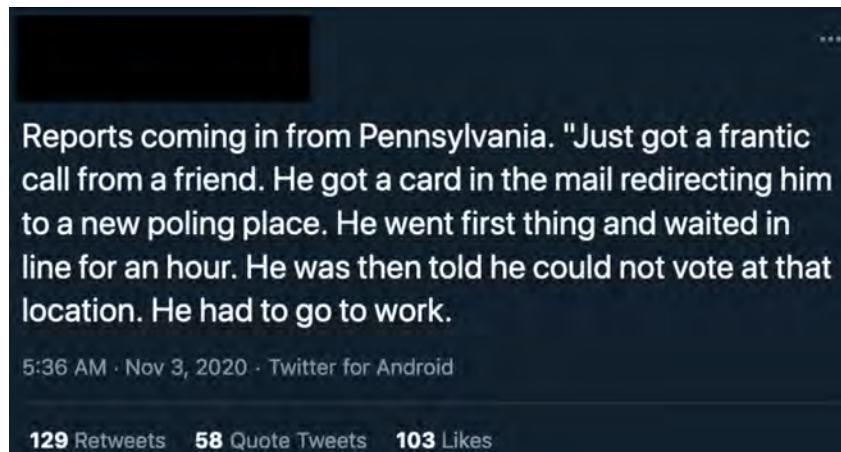 Reports coming in from Pennsylvania. "Just got a frantic
call from a friend. He got a card in the mail redirecting him
to a new poling place. He went first thing and waited in
line for an hour. He was then told he could not vote at that
location. He had to go to work.
5:36 AM · Nov 3, 2020 · Twitter for Android
129 Retweets 58 Quote Tweets 103 Likes